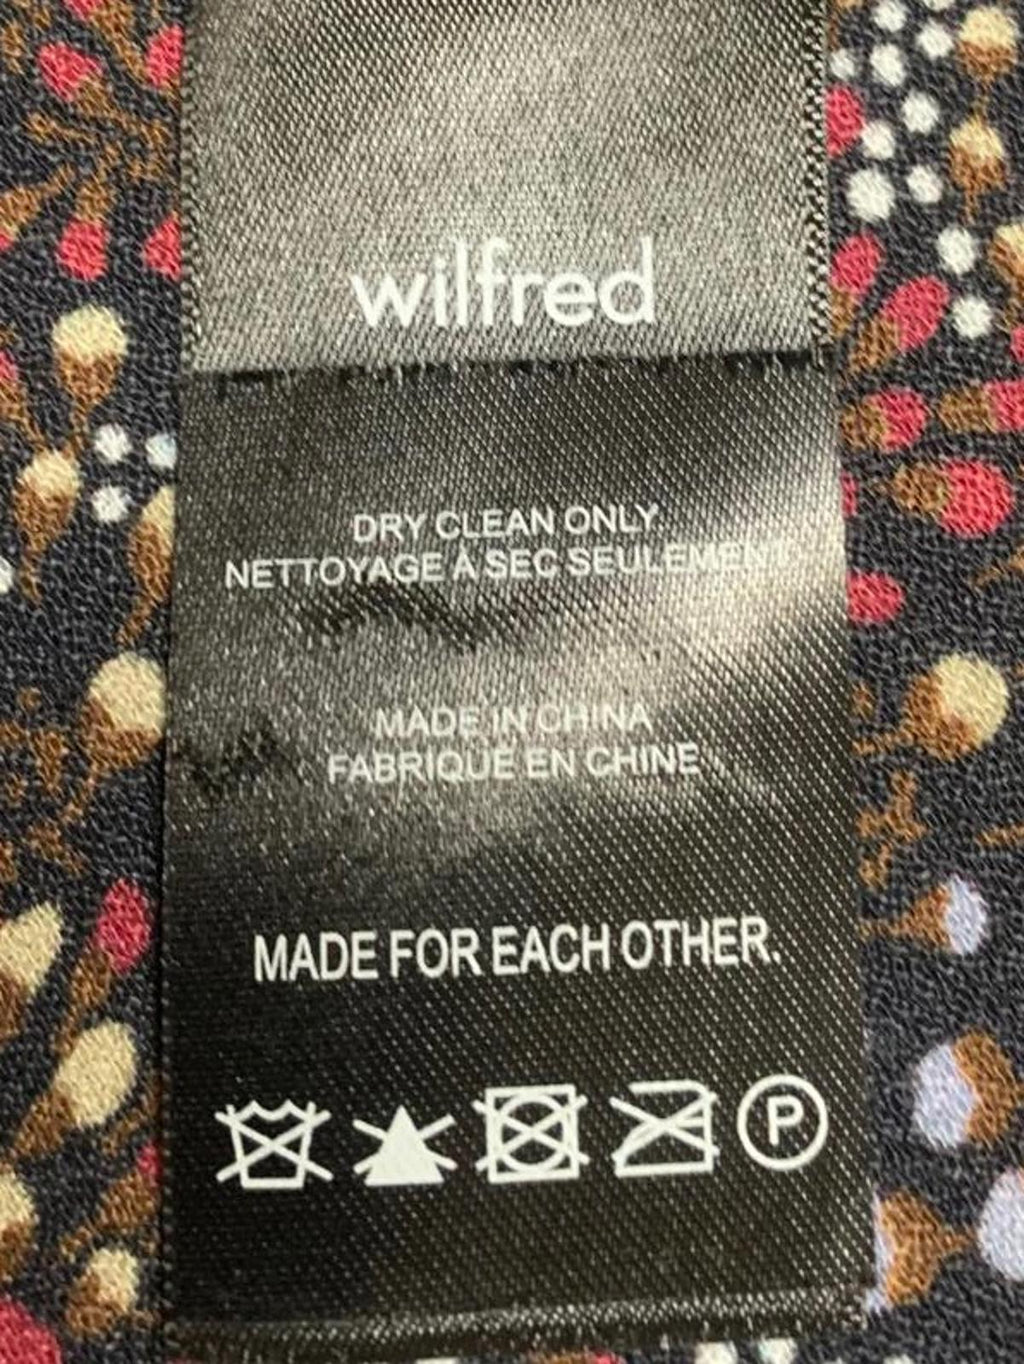 wilfred
DRY CLEAN ONLY
NETTOYAGE À SEC SEULEMENT
MADE IN CHINA
FABRIQUÉ EN CHINE
MADE FOR EACH OTHER.
P